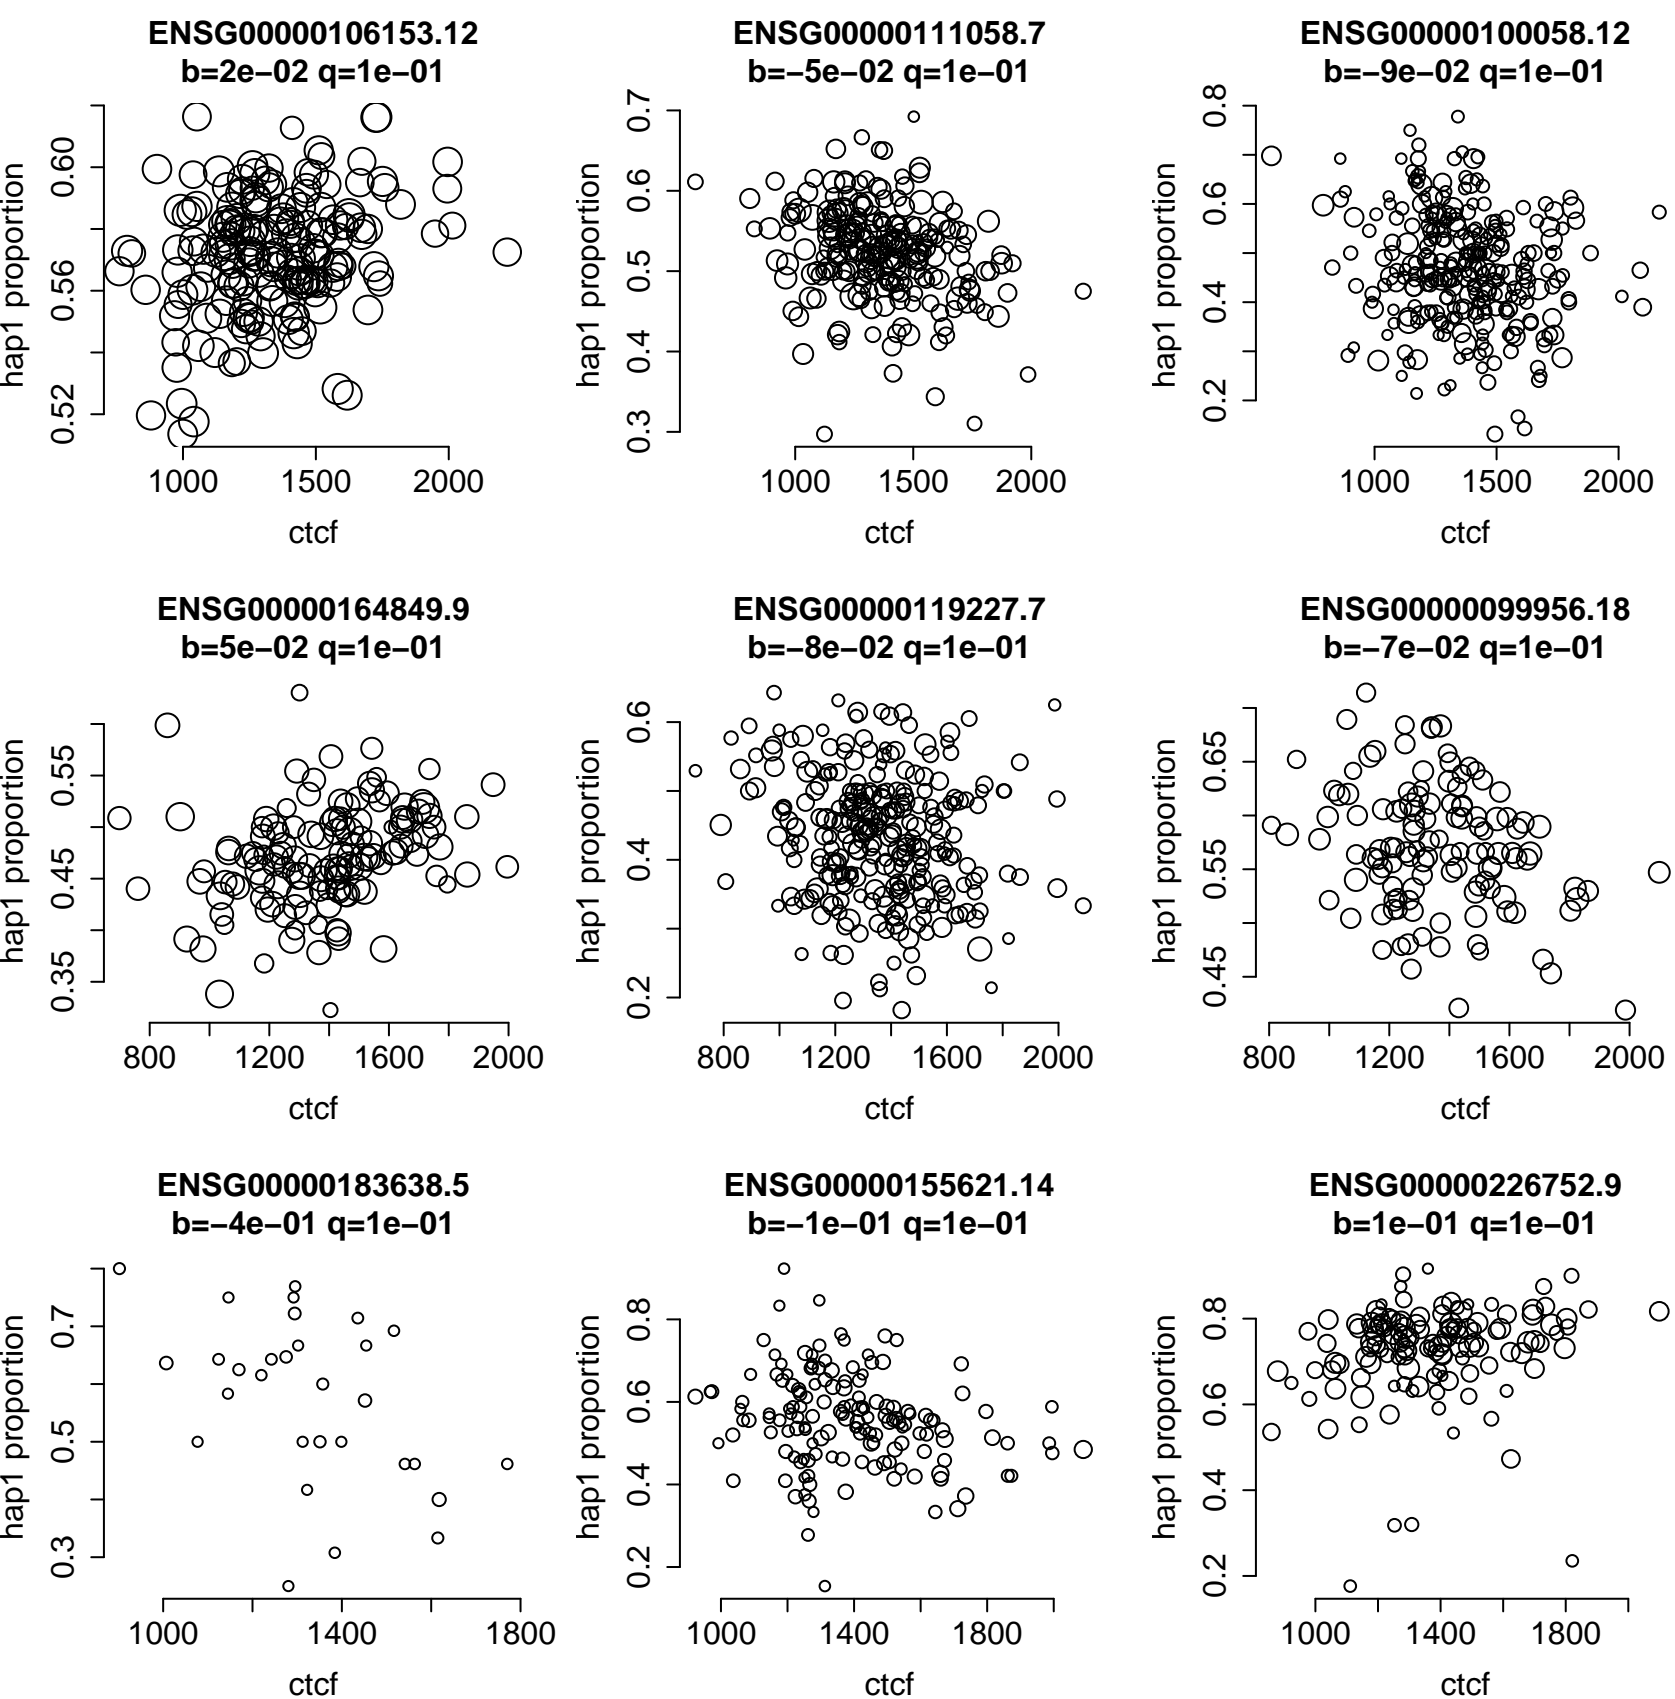 ENSG00000106153.12
b=2e−02 q=1e−01
hap1 proportion
0.52 0.56 0.60
1000 1500 2000
ctcf
ENSG00000111058.7
b=−5e−02 q=1e−01
hap1 proportion
0.3 0.4 0.5 0.6 0.7
1000 1500 2000
ctcf
ENSG00000100058.12
b=−9e−02 q=1e−01
hap1 proportion
0.2 0.4 0.6 0.8
1000 1500 2000
ctcf
ENSG00000164849.9
b=5e−02 q=1e−01
hap1 proportion
0.35 0.45 0.55
800 1200 1600 2000
ctcf
ENSG00000119227.7
b=−8e−02 q=1e−01
hap1 proportion
0.2 0.4 0.6
800 1200 1600 2000
ctcf
ENSG00000099956.18
b=−7e−02 q=1e−01
hap1 proportion
0.45 0.55 0.65
800 1200 1600 2000
ctcf
ENSG00000183638.5
b=−4e−01 q=1e−01
hap1 proportion
0.3 0.5 0.7
1000 1400 1800
ctcf
ENSG00000155621.14
b=−1e−01 q=1e−01
hap1 proportion
0.2 0.4 0.6 0.8
1000 1400 1800
ctcf
ENSG00000226752.9
b=1e−01 q=1e−01
hap1 proportion
0.2 0.4 0.6 0.8
1000 1400 1800
ctcf